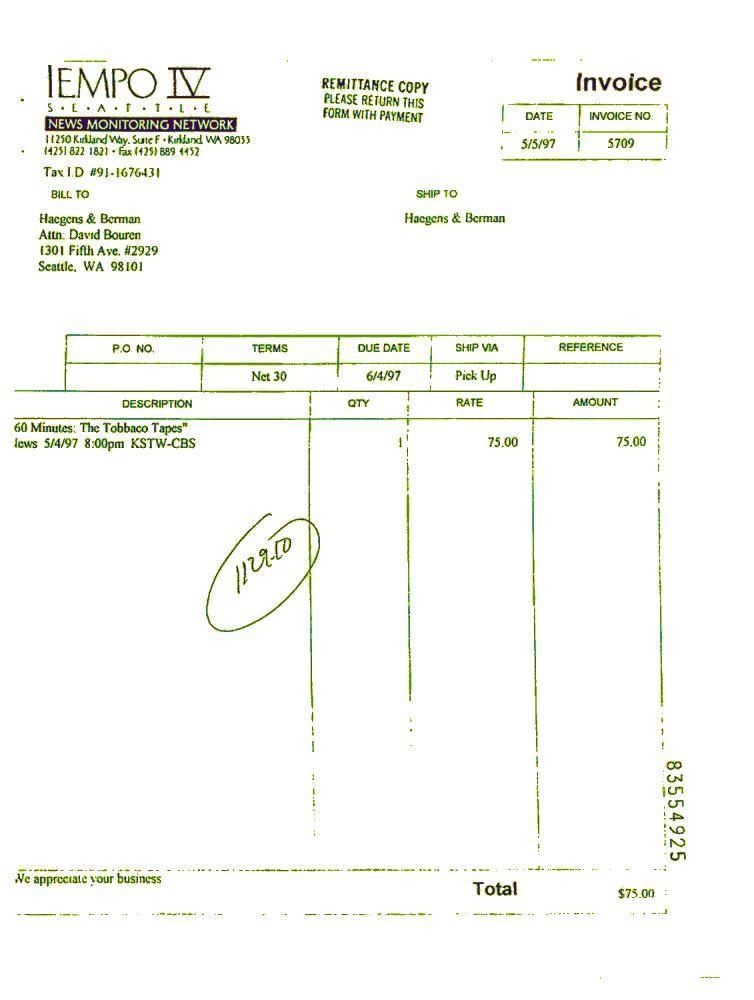 TEMPO IV
S·E·A·T·T·L·E
NEWS MONITORING NETWORK
11250 Kirkland Way, Suite F • Kirkland, WA 98033
(425) 822 1821 • Fax (425) 889 4452
Tax I.D #91-1676431
REMITTANCE COPY
PLEASE RETURN THIS
FORM WITH PAYMENT
Invoice
DATE INVOICE NO.
5/5/97 5709
BILL TO
Haegens & Berman
Attn: David Bouren
1301 Fifth Ave. #2929
Seattle, WA 98101
SHIP TO
Haegens & Berman
P.O. NO. TERMS DUE DATE SHIP VIA REFERENCE
Net 30 6/4/97 Pick Up
DESCRIPTION QTY RATE AMOUNT
60 Minutes: The Tobbaco Tapes"
lews 5/4/97 8:00pm KSTW-CBS 1 75.00 75.00
1129.10
83554925
We appreciate your business
Total $75.00